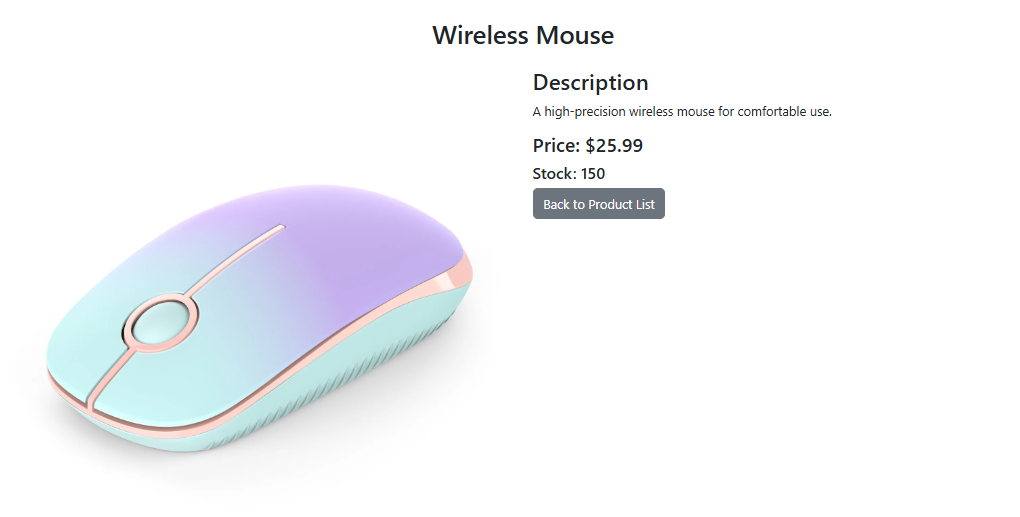 Wireless Mouse
Description
A high-precision wireless mouse for comfortable use.
Price: $25.99
Stock: 150
Back to Product List